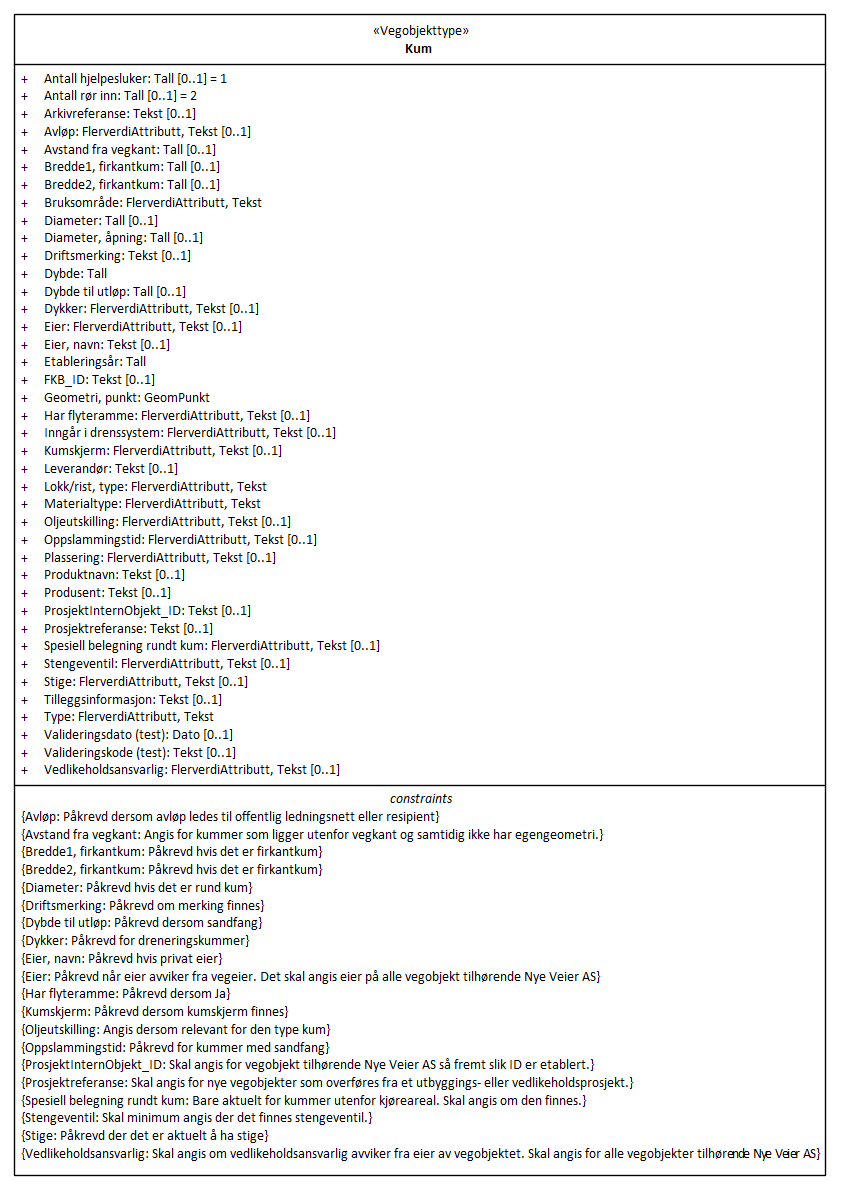 «Vegobjekttype»
Kum
+ Antall hjelpesluker: Tall [0..1] = 1
+ Antall rør inn: Tall [0..1] = 2
+ Arkivreferanse: Tekst [0..1]
+ Avløp: FlerverdiAttributt, Tekst [0..1]
+ Avstand fra vegkant: Tall [0..1]
+ Bredde1, firkantkum: Tall [0..1]
+ Bredde2, firkantkum: Tall [0..1]
+ Bruksområde: FlerverdiAttributt, Tekst
+ Diameter: Tall [0..1]
+ Diameter, åpning: Tall [0..1]
+ Driftsmerking: Tekst [0..1]
+ Dybde: Tall
+ Dybde til utløp: Tall [0..1]
+ Dykker: FlerverdiAttributt, Tekst [0..1]
+ Eier: FlerverdiAttributt, Tekst [0..1]
+ Eier, navn: Tekst [0..1]
+ Etableringsår: Tall
+ FKB_ID: Tekst [0..1]
+ Geometri, punkt: GeomPunkt
+ Har flyteramme: FlerverdiAttributt, Tekst [0..1]
+ Inngår i drenssystem: FlerverdiAttributt, Tekst [0..1]
+ Kumskjerm: FlerverdiAttributt, Tekst [0..1]
+ Leverandør: Tekst [0..1]
+ Lokk/rist, type: FlerverdiAttributt, Tekst
+ Materialtype: FlerverdiAttributt, Tekst
+ Oljeutskilling: FlerverdiAttributt, Tekst [0..1]
+ Oppslammingstid: FlerverdiAttributt, Tekst [0..1]
+ Plassering: FlerverdiAttributt, Tekst [0..1]
+ Produktnavn: Tekst [0..1]
+ Produsent: Tekst [0..1]
+ ProsjektInternObjekt_ID: Tekst [0..1]
+ Prosjektreferanse: Tekst [0..1]
+ Spesiell belegning rundt kum: FlerverdiAttributt, Tekst [0..1]
+ Stengeventil: FlerverdiAttributt, Tekst [0..1]
+ Stige: FlerverdiAttributt, Tekst [0..1]
+ Tilleggsinformasjon: Tekst [0..1]
+ Type: FlerverdiAttributt, Tekst
+ Valideringsdato (test): Dato [0..1]
+ Valideringskode (test): Tekst [0..1]
+ Vedlikeholdsansvarlig: FlerverdiAttributt, Tekst [0..1]
constraints
{Avløp: Påkrevd dersom avløp ledes til offentlig ledningsnett eller resipient}
{Avstand fra vegkant: Angis for kummer som ligger utenfor vegkant og samtidig ikke har egengeometri.}
{Bredde1, firkantkum: Påkrevd hvis det er firkantkum}
{Bredde2, firkantkum: Påkrevd hvis det er firkantkum}
{Diameter: Påkrevd hvis det er rund kum}
{Driftsmerking: Påkrevd om merking finnes}
{Dybde til utløp: Påkrevd dersom sandfang}
{Dykker: Påkrevd for dreneringskummer}
{Eier, navn: Påkrevd hvis privat eier}
{Eier: Påkrevd når eier avviker fra vegeier. Det skal angis eier på alle vegobjekt tilhørende Nye Veier AS}
{Har flyteramme: Påkrevd dersom Ja}
{Kumskjerm: Påkrevd dersom kumskjerm finnes}
{Oljeutskilling: Angis dersom relevant for den type kum}
{Oppslammingstid: Påkrevd for kummer med sandfang}
{ProsjektInternObjekt_ID: Skal angis for vegobjekt tilhørende Nye Veier AS så fremt slik ID er etablert.}
{Prosjektreferanse: Skal angis for nye vegobjekter som overføres fra et utbyggings- eller vedlikeholdsprosjekt.}
{Spesiell belegning rundt kum: Bare aktuelt for kummer utenfor kjøreareal. Skal angis om den finnes.}
{Stengeventil: Skal minimum angis der det finnes stengeventil.}
{Stige: Påkrevd der det er aktuelt å ha stige}
{Vedlikeholdsansvarlig: Skal angis om vedlikeholdsansvarlig avviker fra eier av vegobjektet. Skal angis for alle vegobjekter tilhørende Nye Veier AS}